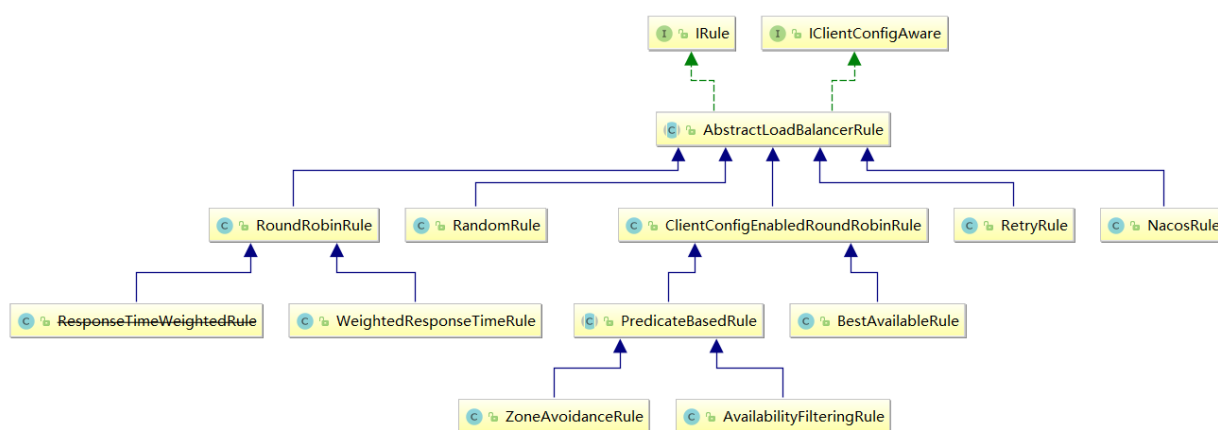 IRule
IClientConfigAware
AbstractLoadBalancerRule
RoundRobinRule
RandomRule
ClientConfigEnabledRoundRobinRule
RetryRule
NacosRule
ResponseTimeWeightedRule
WeightedResponseTimeRule
PredicateBasedRule
BestAvailableRule
ZoneAvoidanceRule
AvailabilityFilteringRule